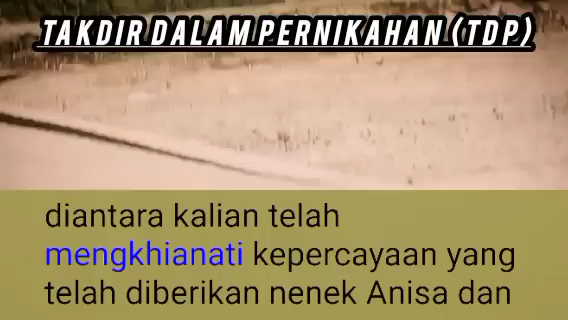 TAKDIR DALAM PERNIKAHAN (TDP)
diantara kalian telah
mengkhianati kepercayaan yang
telah diberikan nenek Anisa dan